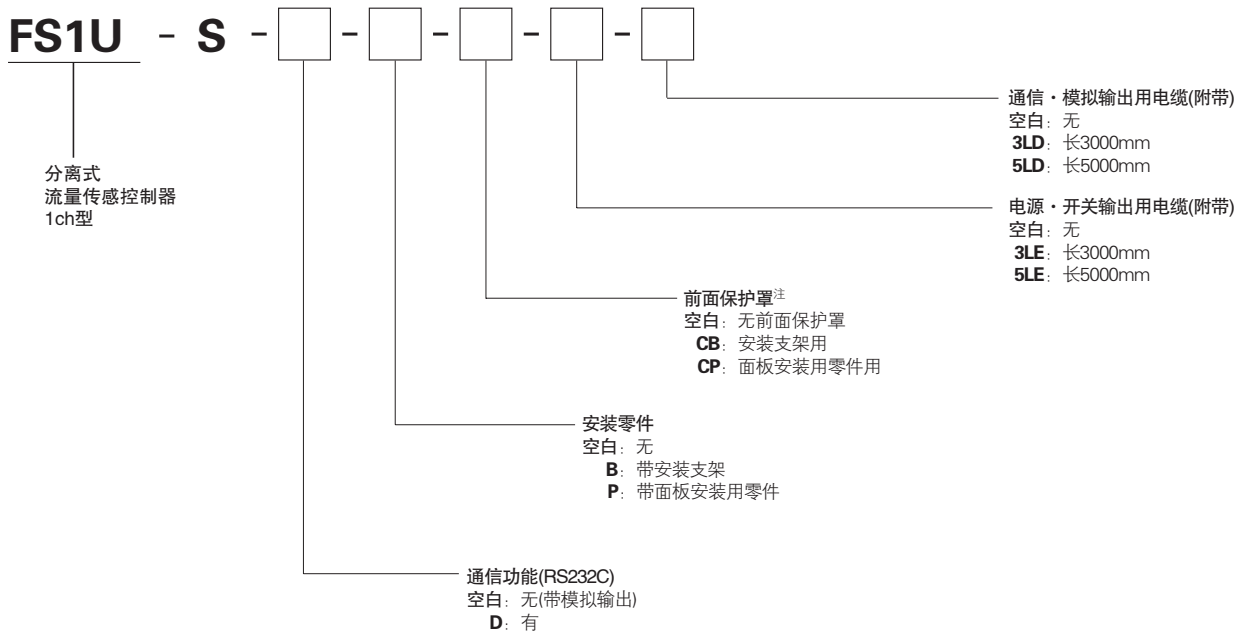 FS1U - S - □ - □ - □ - □ - □
通信・模拟输出用电缆(附带)
空白：无
3LD：长3000mm
5LD：长5000mm
分离式
流量传感控制器
1ch型
电源・开关输出用电缆(附带)
空白：无
3LE：长3000mm
5LE：长5000mm
前面保护罩注
空白：无前面保护罩
CB：安装支架用
CP：面板安装用零件用
安装零件
空白：无
B：带安装支架
P：带面板安装用零件
通信功能(RS232C)
空白：无(带模拟输出)
D：有